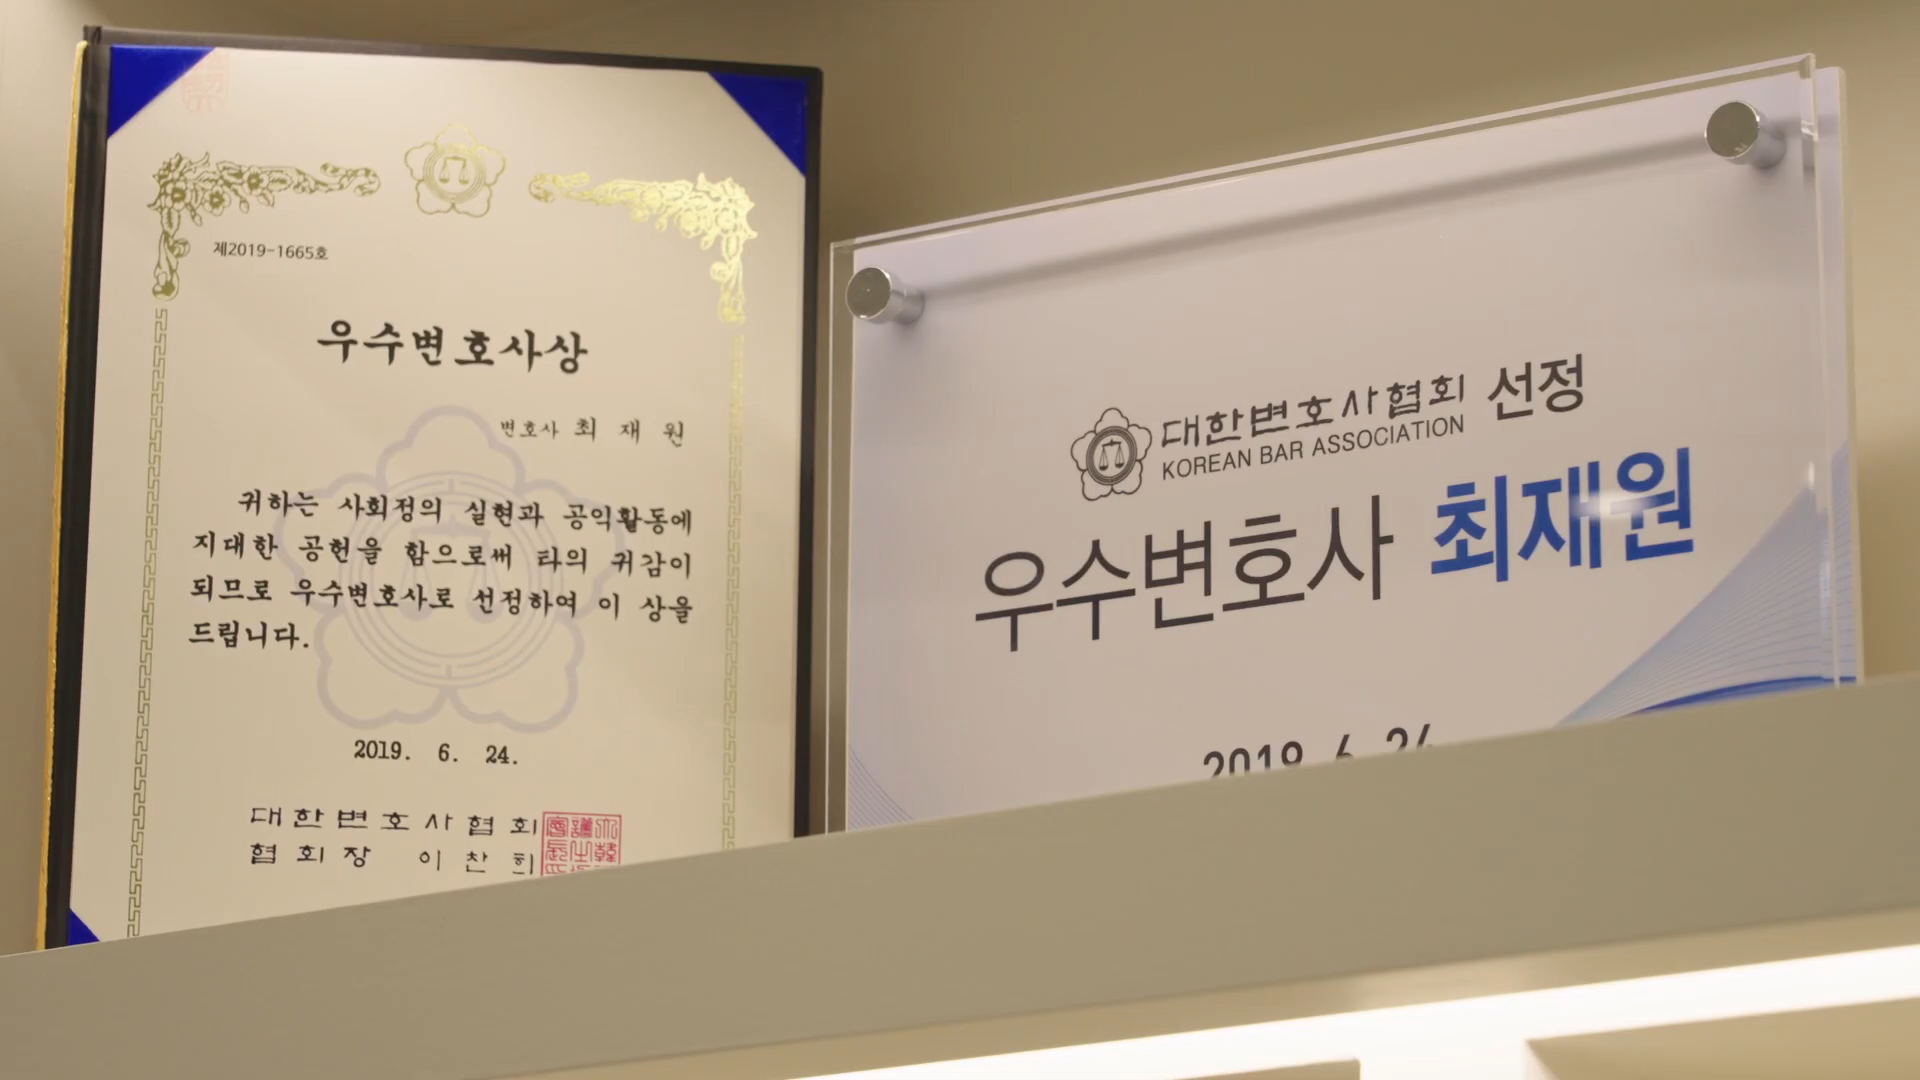 제2019-1665호
우수변호사상
변호사 최 재 원
귀하는 사회정의 실현과 공익활동에
지대한 공헌을 함으로써 타의 귀감이
되므로 우수변호사로 선정하여 이 상을
드립니다.
2019. 6. 24.
대한변호사협회
협회장 이찬희
대한변호사협회 선정
KOREAN BAR ASSOCIATION
우수변호사 최재원
2019 6 24